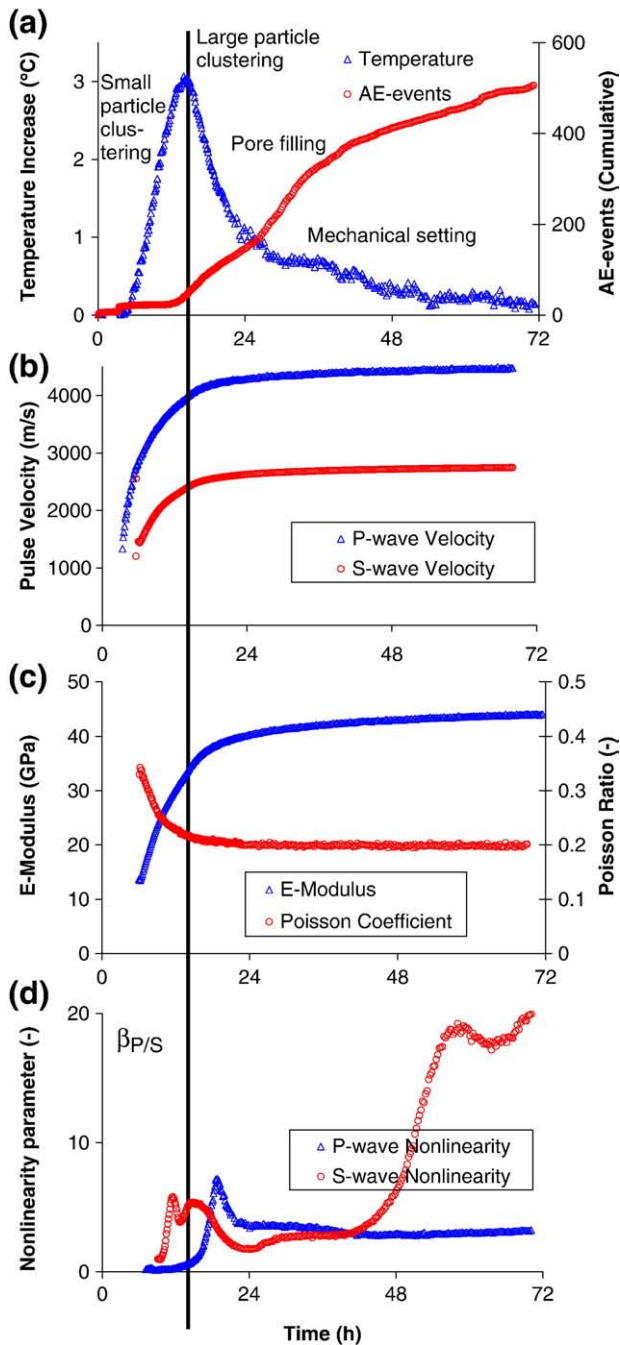 (a)
Large particle
clustering
Small
particle
clus-
tering
Temperature
AE-events
Pore filling
Mechanical setting
Temperature Increase (°C)
3
2
1
0
AE-events (Cumulative)
600
400
200
0
0 24 48 72
(b)
Pulse Velocity (m/s)
4000
3000
2000
1000
0
P-wave Velocity
S-wave Velocity
0 24 48 72
(c)
E-Modulus (GPa)
50
40
30
20
10
0
Poisson Ratio (-)
0.5
0.4
0.3
0.2
0.1
0
E-Modulus
Poisson Coefficient
0 24 48 72
(d)
Nonlinearity parameter (-)
20
10
0
βP/S
P-wave Nonlinearity
S-wave Nonlinearity
0 24 48 72
Time (h)